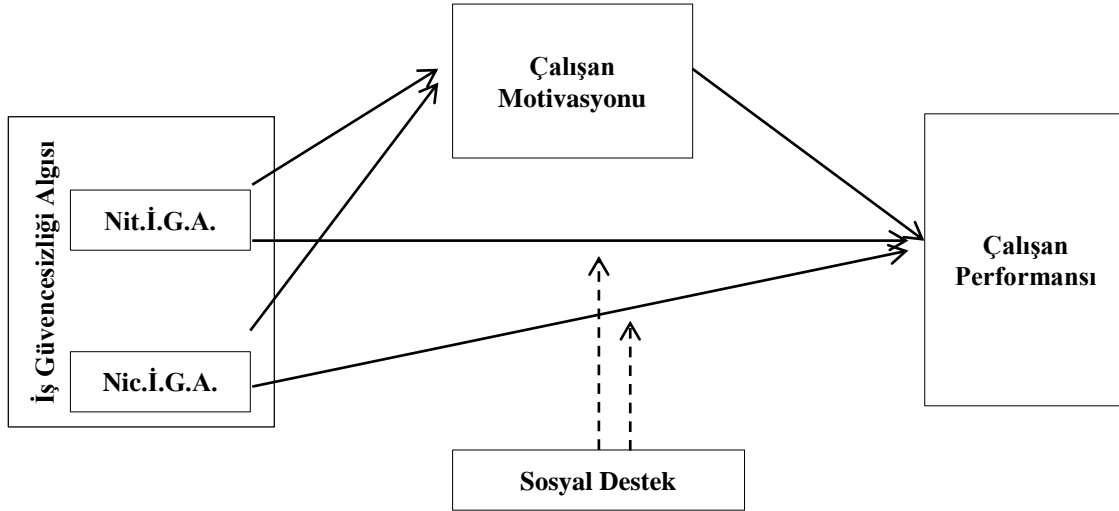 Çalışan
Motivasyonu
İş Güvencesizliği Algısı
Nit.İ.G.A.
Nic.İ.G.A.
Çalışan
Performansı
Sosyal Destek